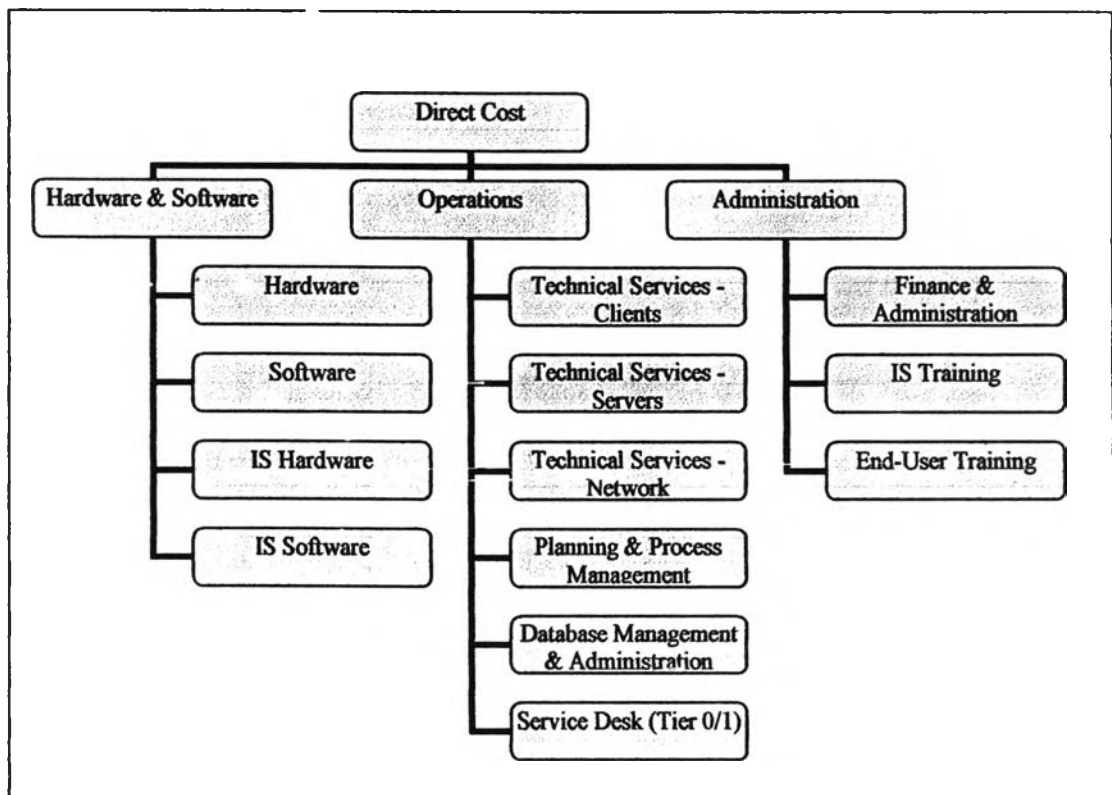 Direct Cost
Hardware & Software
Operations
Administration
Hardware
Software
IS Hardware
IS Software
Technical Services -
Clients
Technical Services -
Servers
Technical Services -
Network
Planning & Process
Management
Database Management
& Administration
Service Desk (Tier 0/1)
Finance &
Administration
IS Training
End-User Training